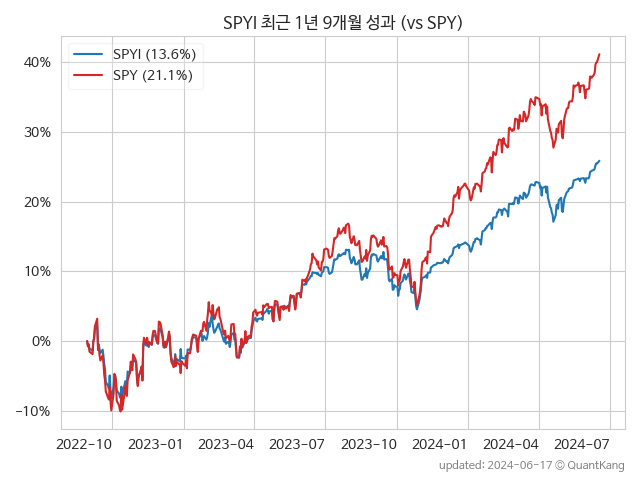 SPYI 최근 1년 9개월 성과 (vs SPY)
SPYI (13.6%)
SPY (21.1%)
40%
30%
20%
10%
0%
−10%
2022-10 2023-01 2023-04 2023-07 2023-10 2024-01 2024-04 2024-07
updated: 2024-06-17 © QuantKang